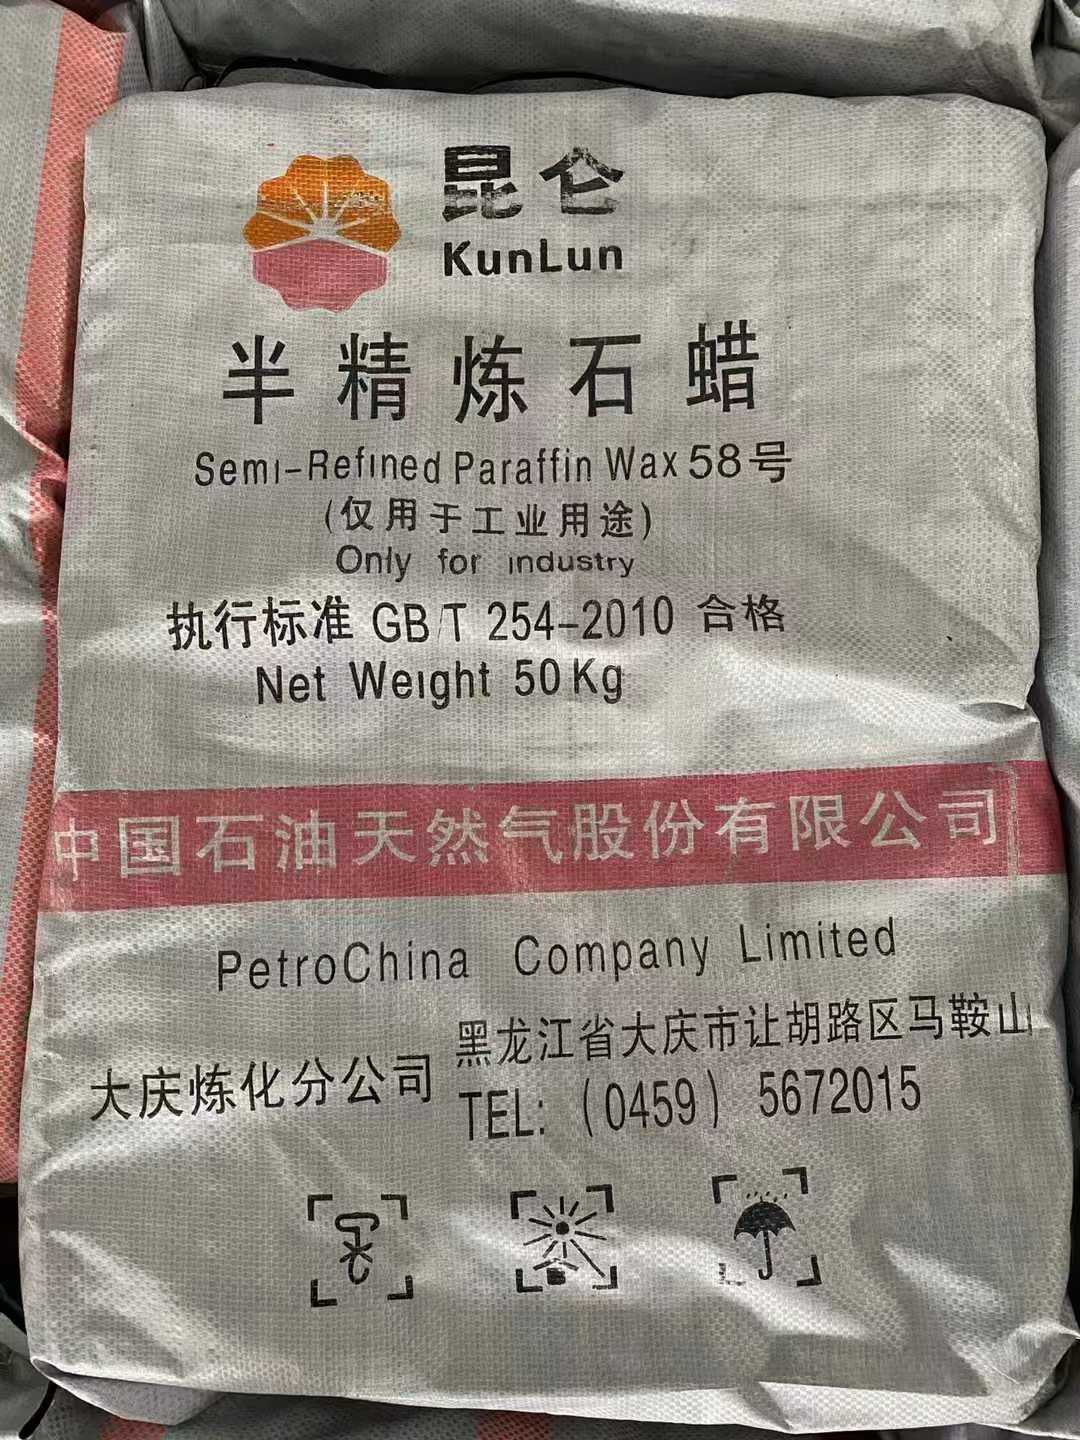 昆仑
KunLun
半精炼石蜡
Semi-Refined Paraffin Wax 58号
(仅用于工业用途)
Only for industry
执行标准 GB/T 254-2010 合格
Net Weight 50Kg
中国石油天然气股份有限公司
PetroChina Company Limited
大庆炼化分公司
黑龙江省大庆市让胡路区马鞍山
TEL: (0459) 5672015